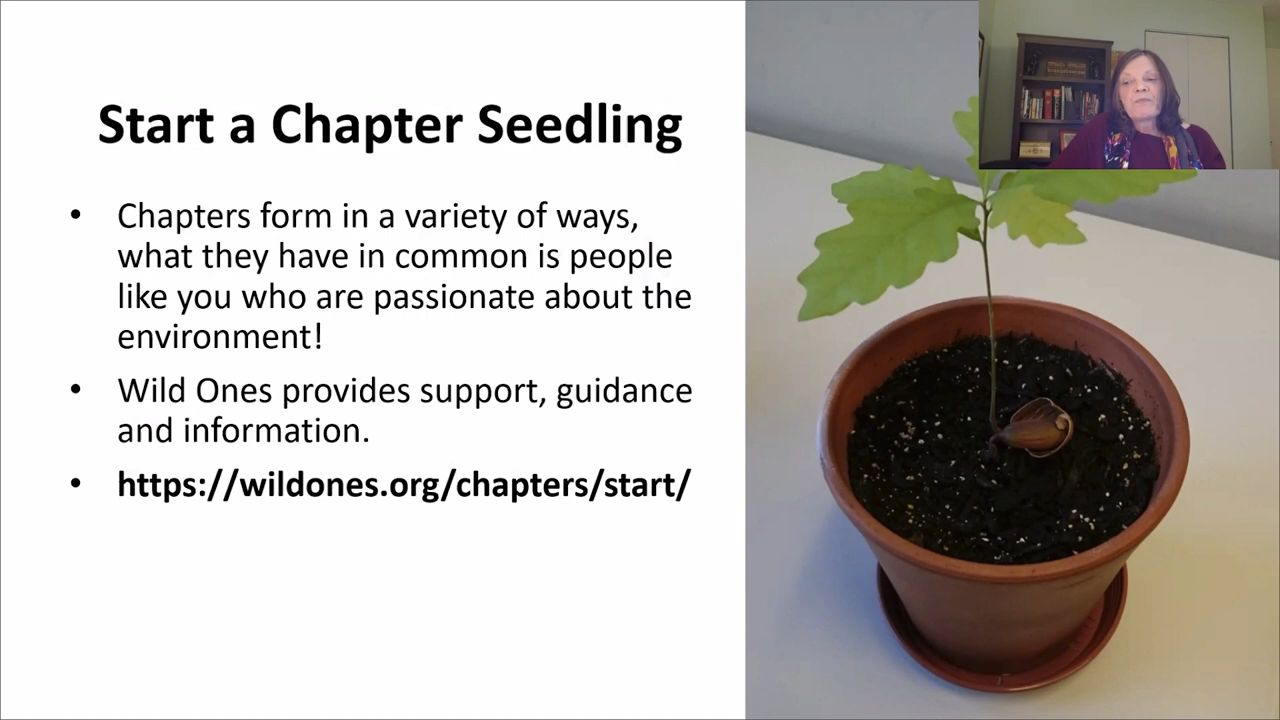 Start a Chapter Seedling
• Chapters form in a variety of ways,
what they have in common is people
like you who are passionate about the
environment!
• Wild Ones provides support, guidance
and information.
• https://wildones.org/chapters/start/